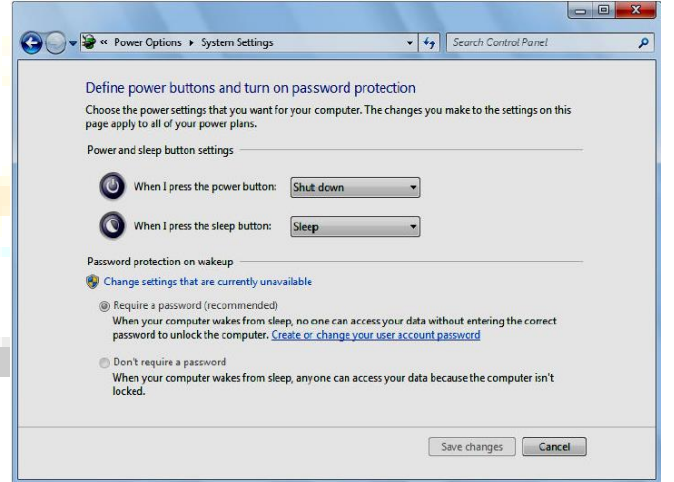 « Power Options ▸ System Settings
Search Control Panel
Define power buttons and turn on password protection
Choose the power settings that you want for your computer. The changes you make to the settings on this
page apply to all of your power plans.
Power and sleep button settings
When I press the power button: Shut down
When I press the sleep button: Sleep
Password protection on wakeup
Change settings that are currently unavailable
Require a password (recommended)
When your computer wakes from sleep, no one can access your data without entering the correct
password to unlock the computer. Create or change your user account password
Don't require a password
When your computer wakes from sleep, anyone can access your data because the computer isn't
locked.
Save changes Cancel